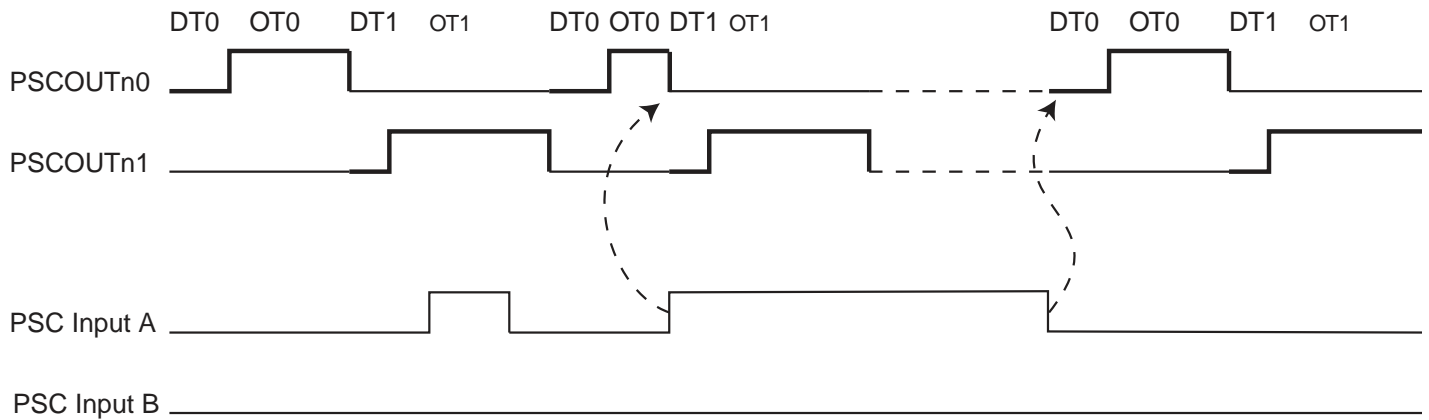 DT0 OT0 DT1 OT1 DT0 OT0 DT1 OT1 DT0 OT0 DT1 OT1
PSCOUTn0
PSCOUTn1
PSC Input A
PSC Input B